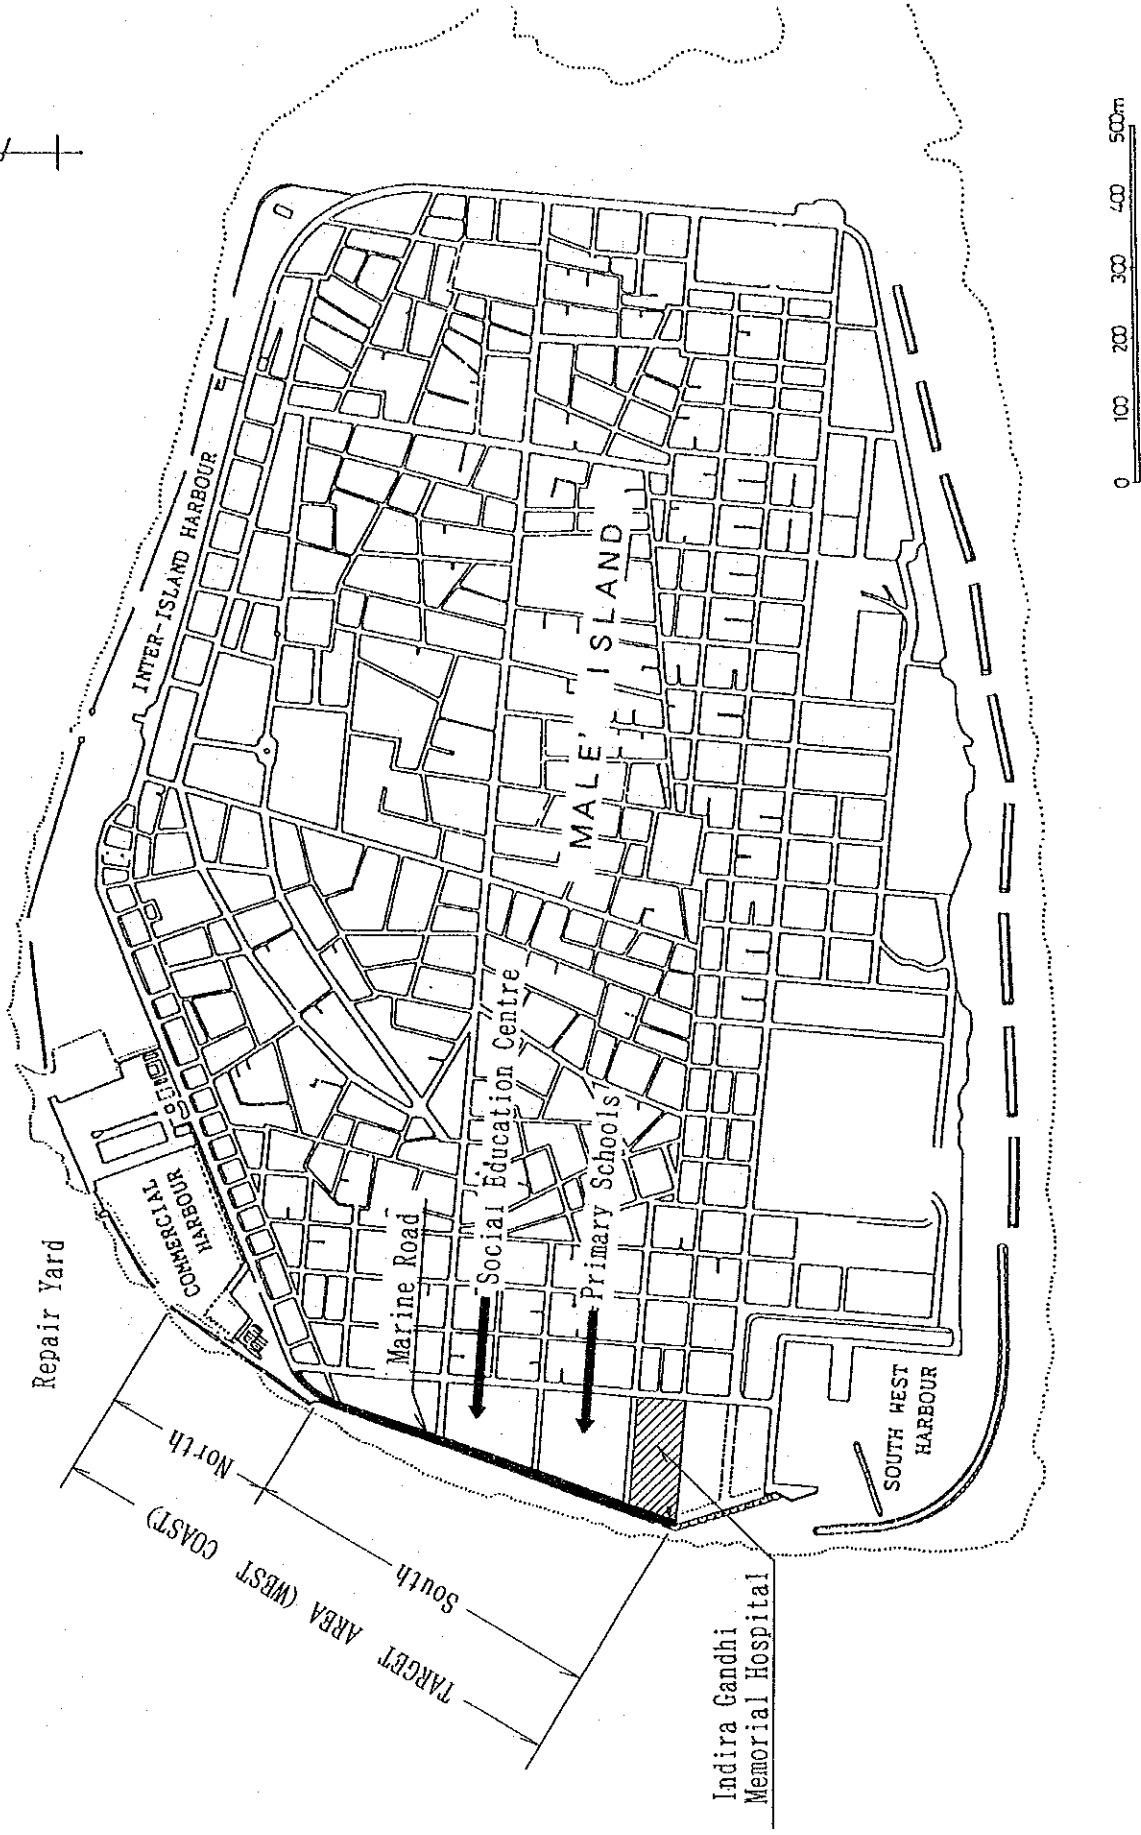 Repair Yard
COMMERCIAL
HARBOUR
INTER-ISLAND HARBOUR
North
South
TARGET AREA (WEST COAST)
Marine Road
Social Education Centre
Primary Schools
MALE' ISLAND
Indira Gandhi
Memorial Hospital
SOUTH WEST
HARBOUR
0 100 200 300 400 500m